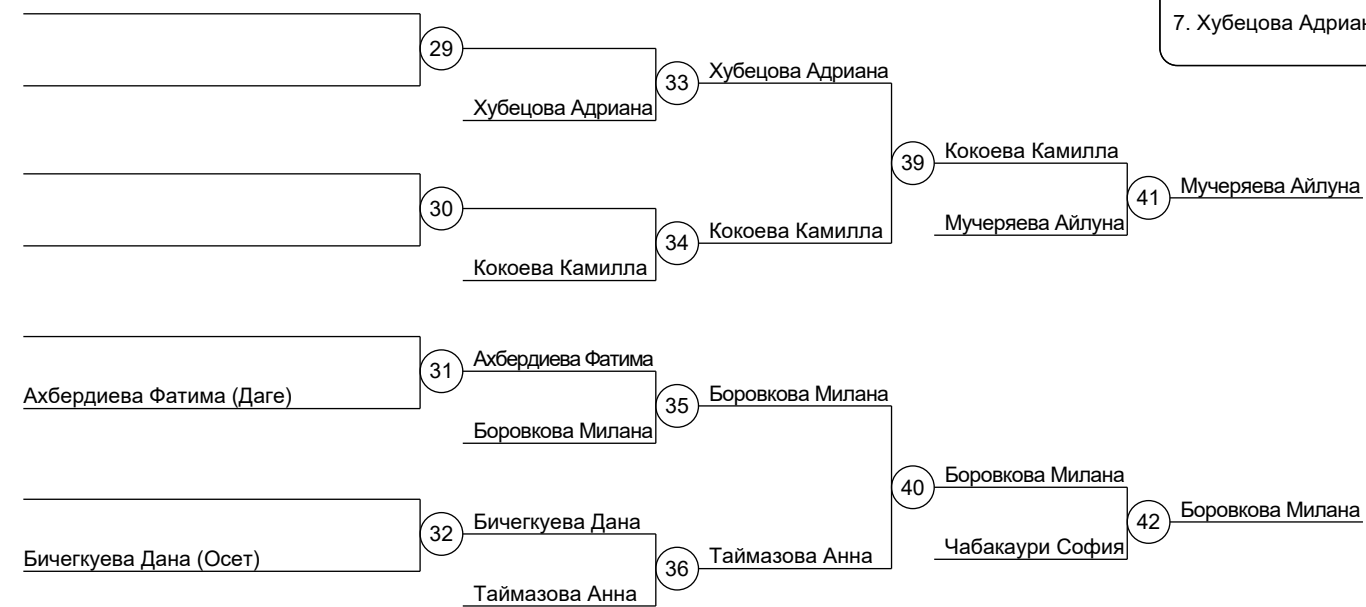 7. Хубецова Адриан
29
Хубецова Адриана
33
Хубецова Адриана
30
Кокоева Камилла
34
Кокоева Камилла
39
Кокоева Камилла
Мучеряева Айлуна
41
Мучеряева Айлуна
Ахбердиева Фатима (Даге)
31
Ахбердиева Фатима
Боровкова Милана
35
Боровкова Милана
Бичегкуева Дана (Осет)
32
Бичегкуева Дана
Таймазова Анна
36
Таймазова Анна
40
Боровкова Милана
Чабакаури София
42
Боровкова Милана